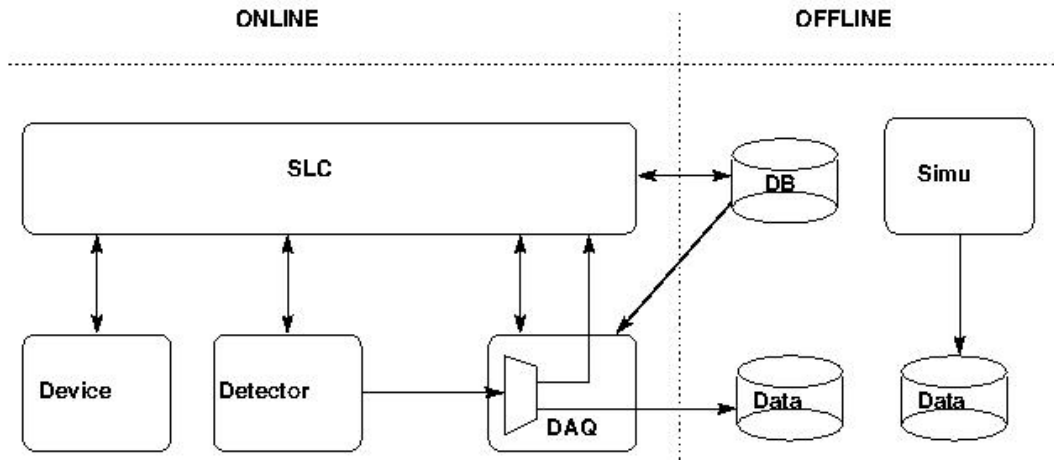 ONLINE
OFFLINE
SLC
DB
Simu
Device
Detector
DAQ
Data
Data